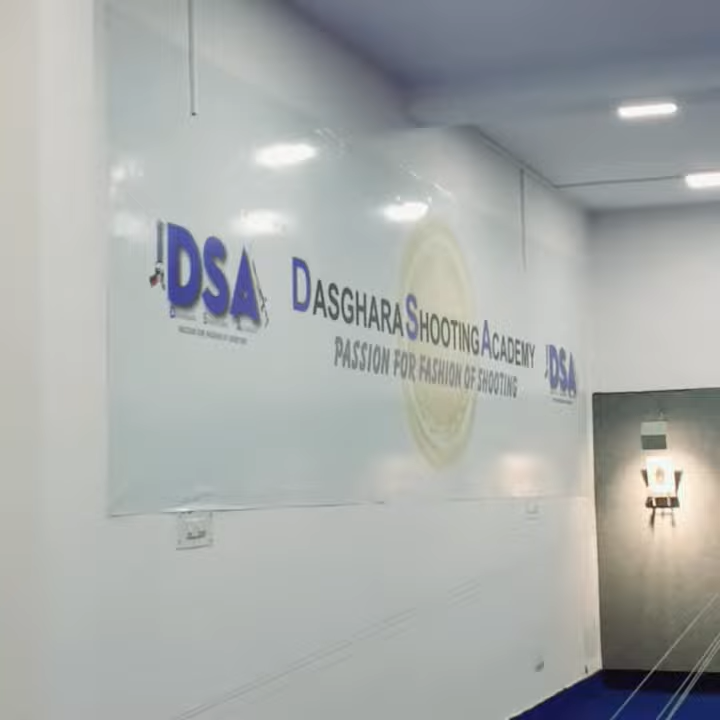 DSA
DASGHARA SHOOTING ACADEMY
PASSION FOR FASHION OF SHOOTING
DSA